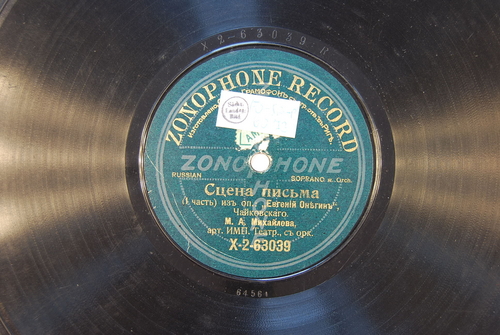 X-2-63039 R
ZONOPHONE RECORD
ZONOPHONE
RUSSIAN
SOPRANO w. Orch.
Сцена письма
(I часть) изъ оп.: „Евгеній Онѣгинъ“,
Чайковскаго.
М. А. Михайлова,
арт. ИМП. Театр., съ орк.
X-2-63039
6456